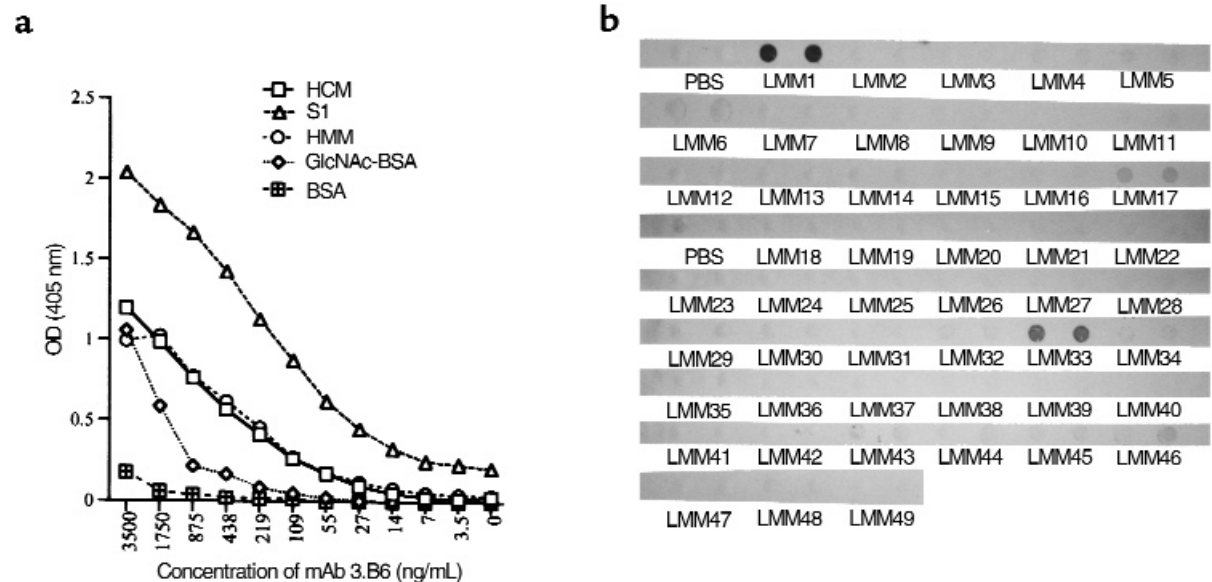 a
HCM
S1
HMM
GlcNAc-BSA
BSA
2.5
2
1.5
1
0.5
0
OD (405 nm)
3500
1750
875
438
219
109
55
27
14
7
3.5
0
Concentration of mAb 3.B6 (ng/mL)
b
PBS LMM1 LMM2 LMM3 LMM4 LMM5
LMM6 LMM7 LMM8 LMM9 LMM10 LMM11
LMM12 LMM13 LMM14 LMM15 LMM16 LMM17
PBS LMM18 LMM19 LMM20 LMM21 LMM22
LMM23 LMM24 LMM25 LMM26 LMM27 LMM28
LMM29 LMM30 LMM31 LMM32 LMM33 LMM34
LMM35 LMM36 LMM37 LMM38 LMM39 LMM40
LMM41 LMM42 LMM43 LMM44 LMM45 LMM46
LMM47 LMM48 LMM49